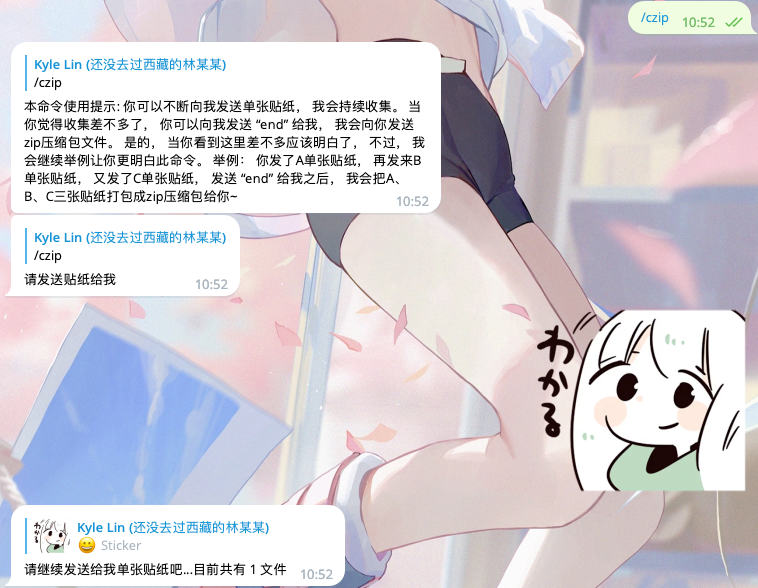 /czip
10:52
Kyle Lin (还没去过西藏的林某某)
/czip
本命令使用提示: 你可以不断向我发送单张贴纸， 我会持续收集。 当
你觉得收集差不多了， 你可以向我发送 “end” 给我， 我会向你发送
zip压缩包文件。 是的， 当你看到这里差不多应该明白了， 不过， 我
会继续举例让你更明白此命令。 举例： 你发了A单张贴纸， 再发来B
单张贴纸， 又发了C单张贴纸， 发送 “end” 给我之后， 我会把A、
B、C三张贴纸打包成zip压缩包给你~
10:52
Kyle Lin (还没去过西藏的林某某)
/czip
请发送贴纸给我
10:52
わかる
わかる
Kyle Lin (还没去过西藏的林某某)
Sticker
请继续发送给我单张贴纸吧...目前共有 1 文件
10:52